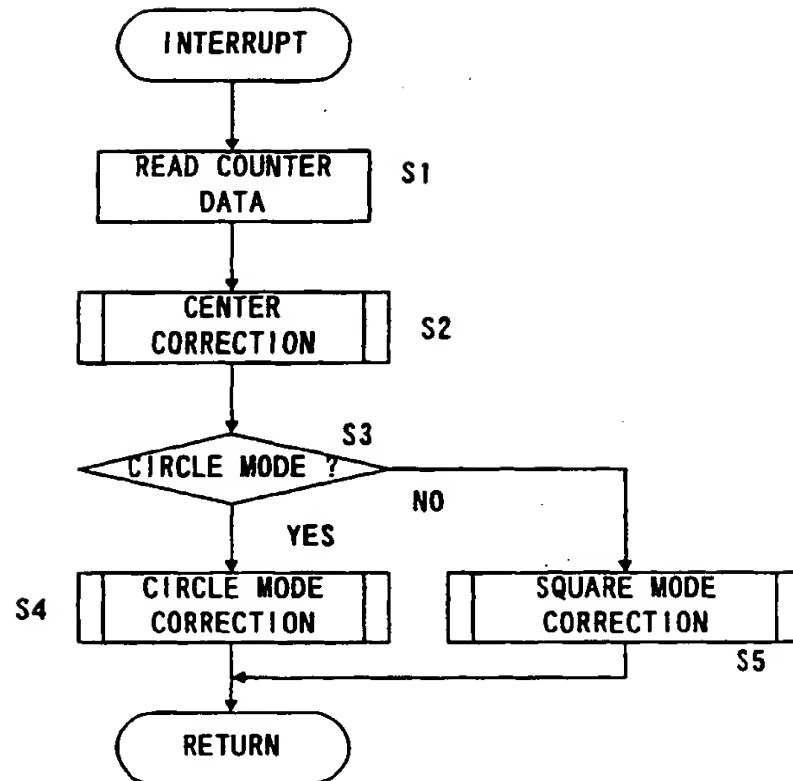 INTERRUPT
READ COUNTER
DATA
S1
CENTER
CORRECTION
S2
S3
CIRCLE MODE ?
NO
YES
CIRCLE MODE
CORRECTION
S4
SQUARE MODE
CORRECTION
S5
RETURN